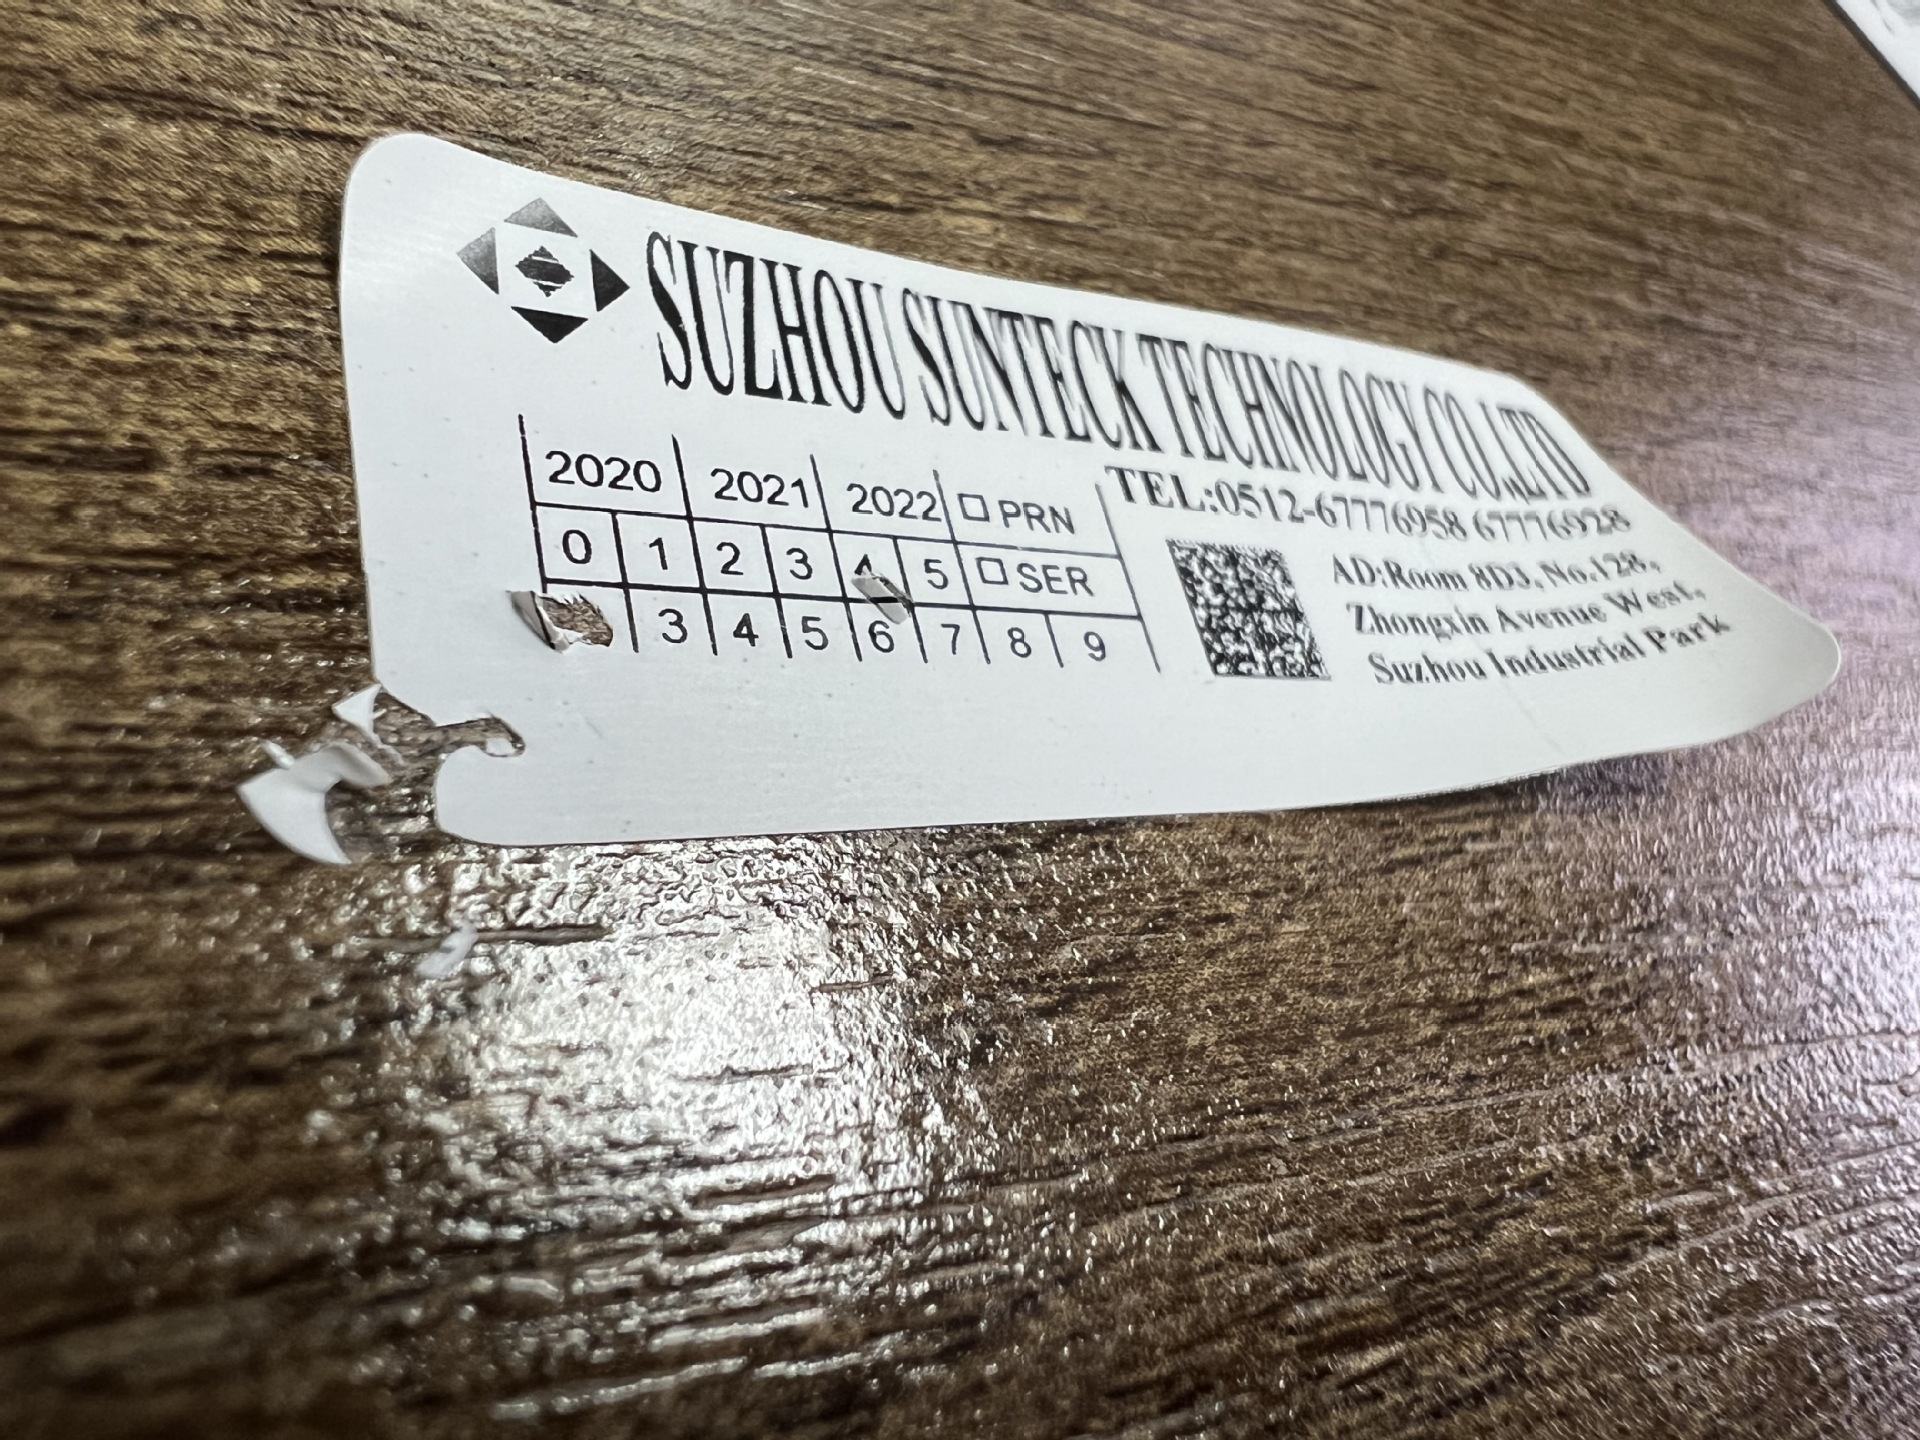 SUZHOU SUNTECK TECHNOLOGY CO.,LTD
TEL:0512-67776958 67776928
2020 2021 2022 □ PRN
0 1 2 3 4 5 □ SER
3 4 5 6 7 8 9
AD:Room 8D3, No.128,
Zhongxin Avenue West,
Suzhou Industrial Park